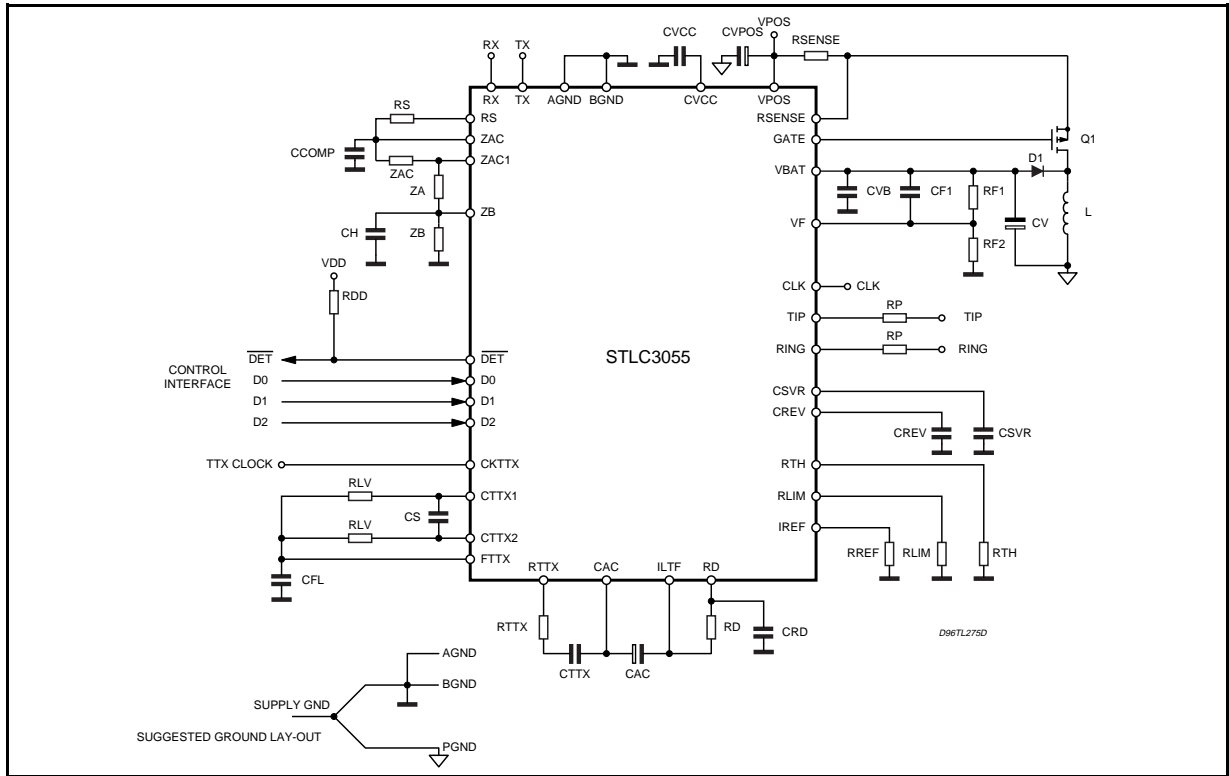 VPOS
CVCC
CVPOS
RSENSE
RX
TX
RX
TX
AGND
BGND
CVCC
VPOS
RS
RS
RSENSE
CCOMP
ZAC
GATE
Q1
ZAC
ZAC1
VBAT
D1
ZA
CVB
CF1
RF1
L
ZB
CH
ZB
VF
CV
RF2
VDD
RDD
CLK
CLK
TIP
RP
TIP
STLC3055
RING
RP
RING
DET
DET
CONTROL
INTERFACE
D0
D0
D1
D1
D2
D2
CSVR
CREV
CREV
CSVR
TTX CLOCK
CKTTX
RTH
RLV
CTTX1
RLIM
CS
RLV
CTTX2
IREF
FTTX
RREF
RLIM
RTH
CFL
RTTX
CAC
ILTF
RD
RTTX
RD
CRD
CTTX
CAC
D96TL275D
AGND
BGND
SUPPLY GND
SUGGESTED GROUND LAY-OUT
PGND